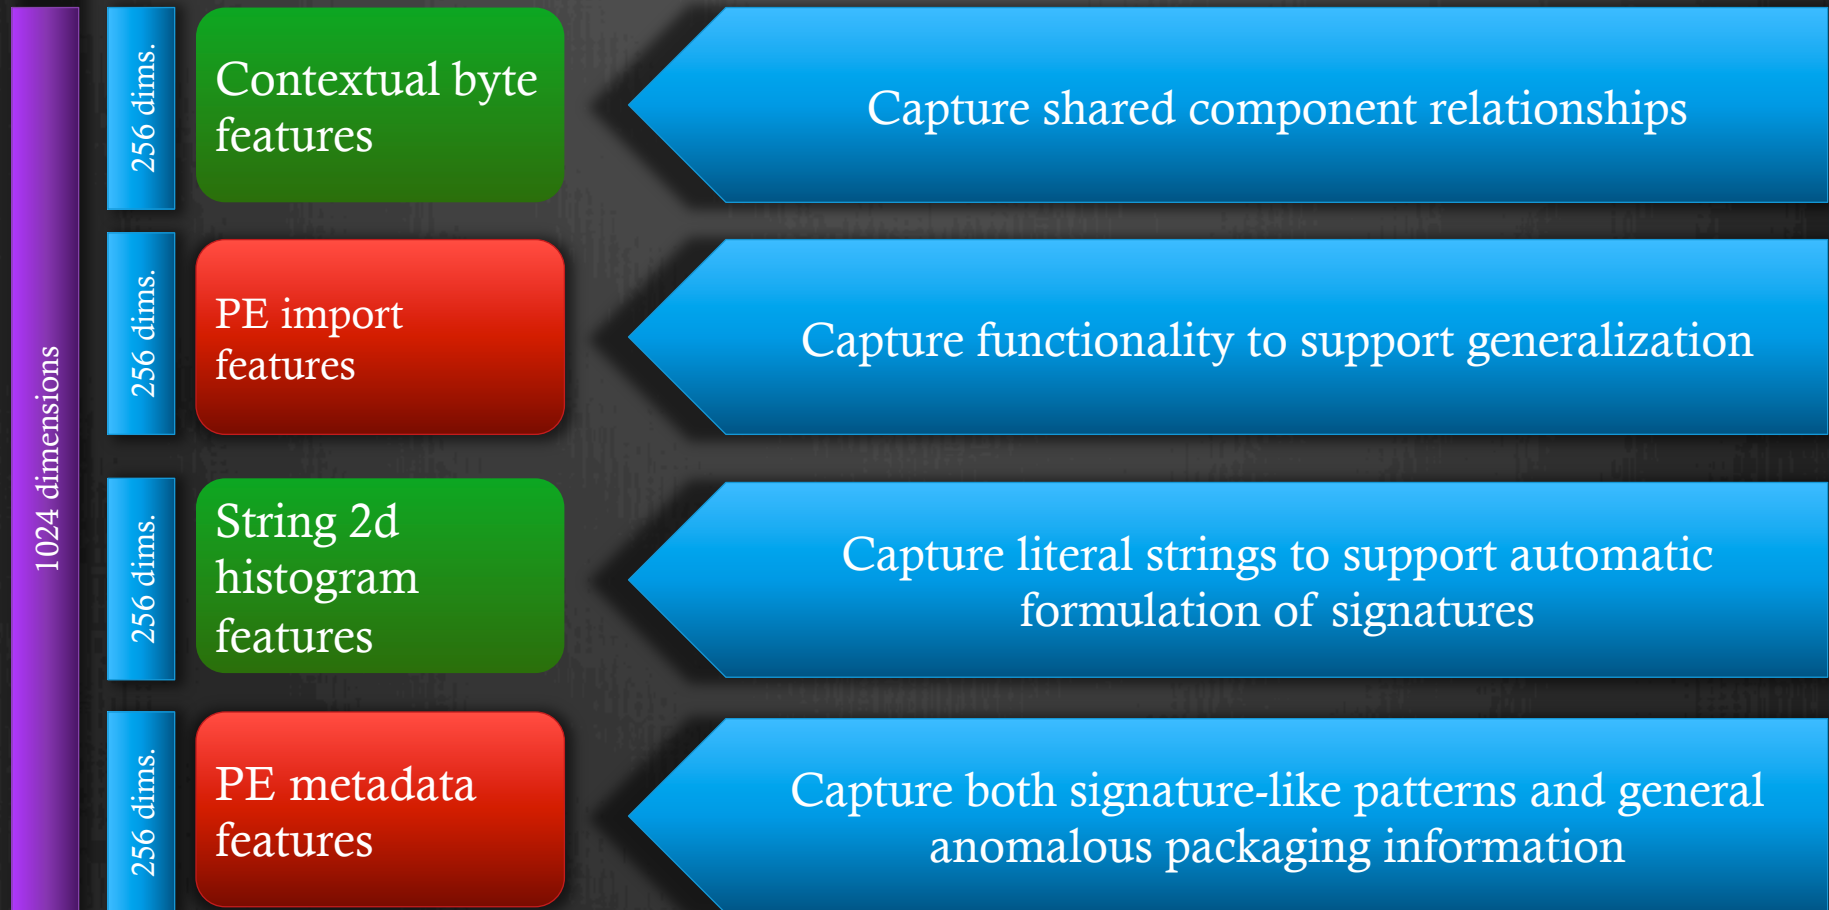 1024 dimensions
256 dims.
Contextual byte
features
Capture shared component relationships
256 dims.
PE import
features
Capture functionality to support generalization
256 dims.
String 2d
histogram
features
Capture literal strings to support automatic
formulation of signatures
256 dims.
PE metadata
features
Capture both signature-like patterns and general
anomalous packaging information